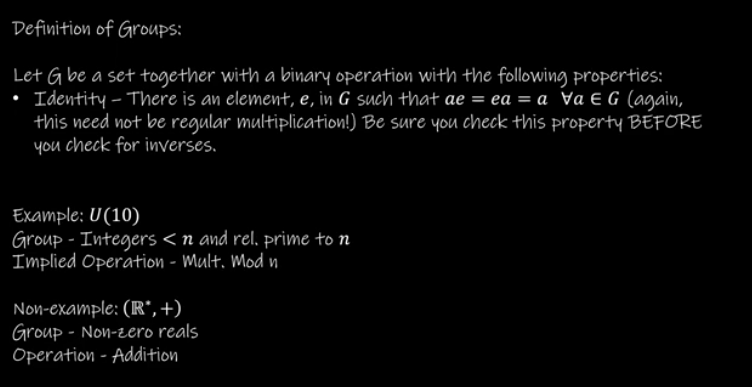 Definition of Groups:
Let G be a set together with a binary operation with the following properties:
• Identity – There is an element, e, in G such that ae = ea = a ∀a ∈ G (again,
this need not be regular multiplication!) Be sure you check this property BEFORE
you check for inverses.
Example: U(10)
Group - Integers < n and rel. prime to n
Implied Operation - Mult. Mod n
Non-example: (ℝ*, +)
Group - Non-zero reals
Operation - Addition